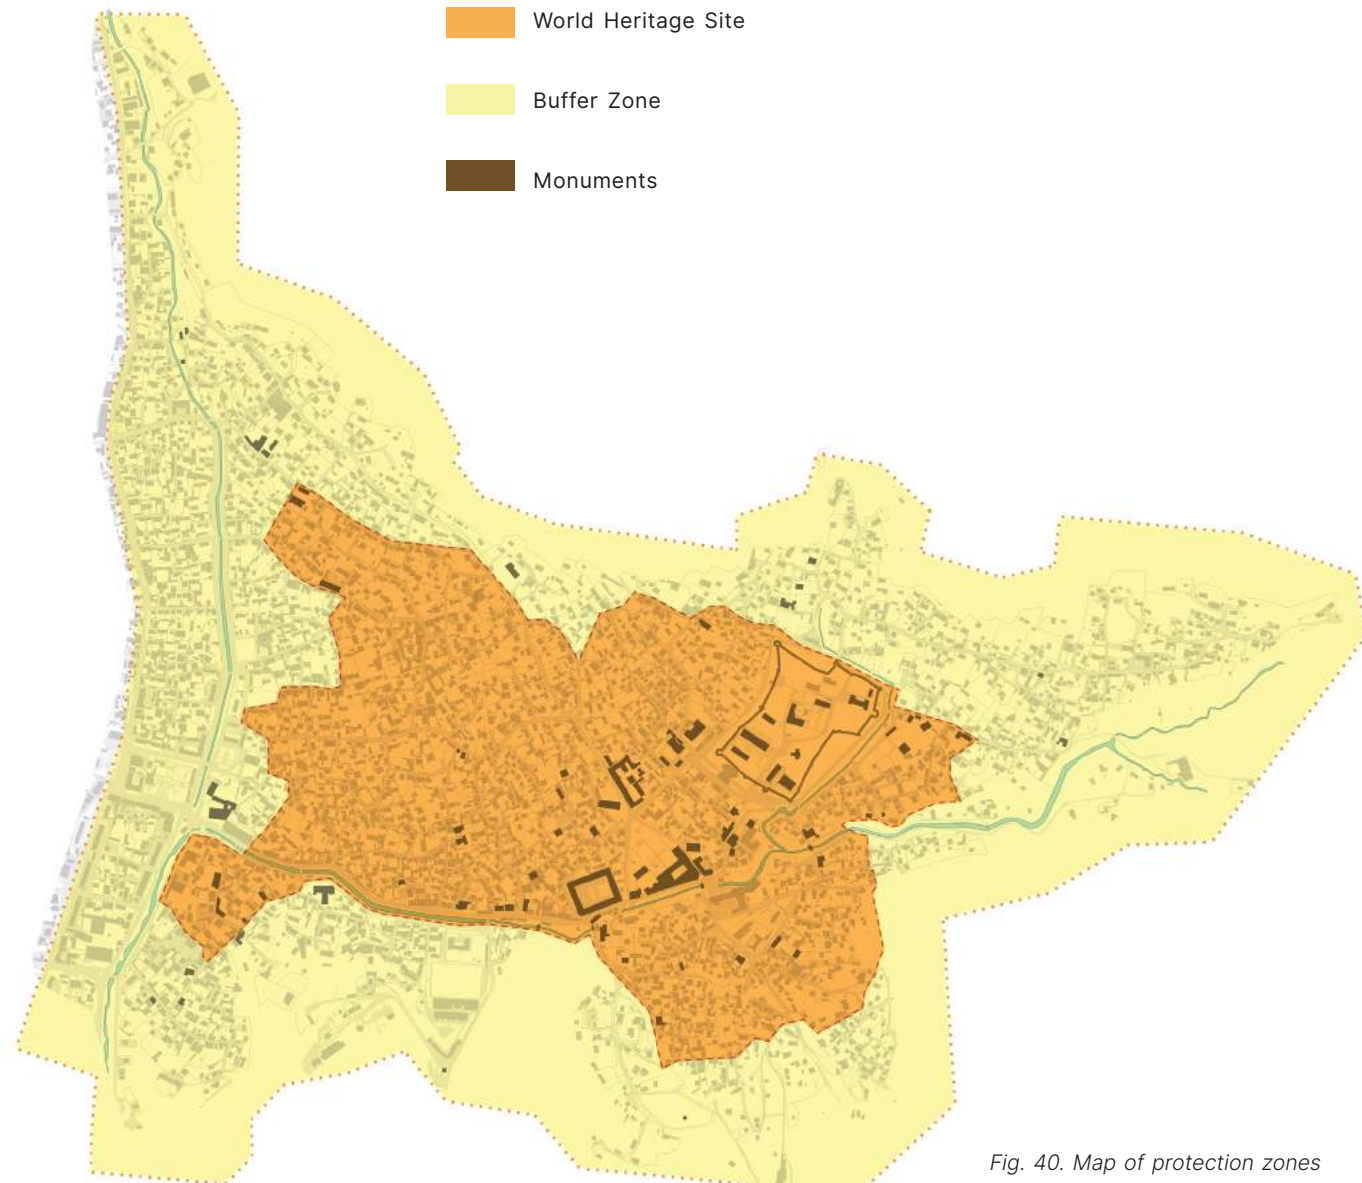 World Heritage Site
Buffer Zone
Monuments
Fig. 40. Map of protection zones